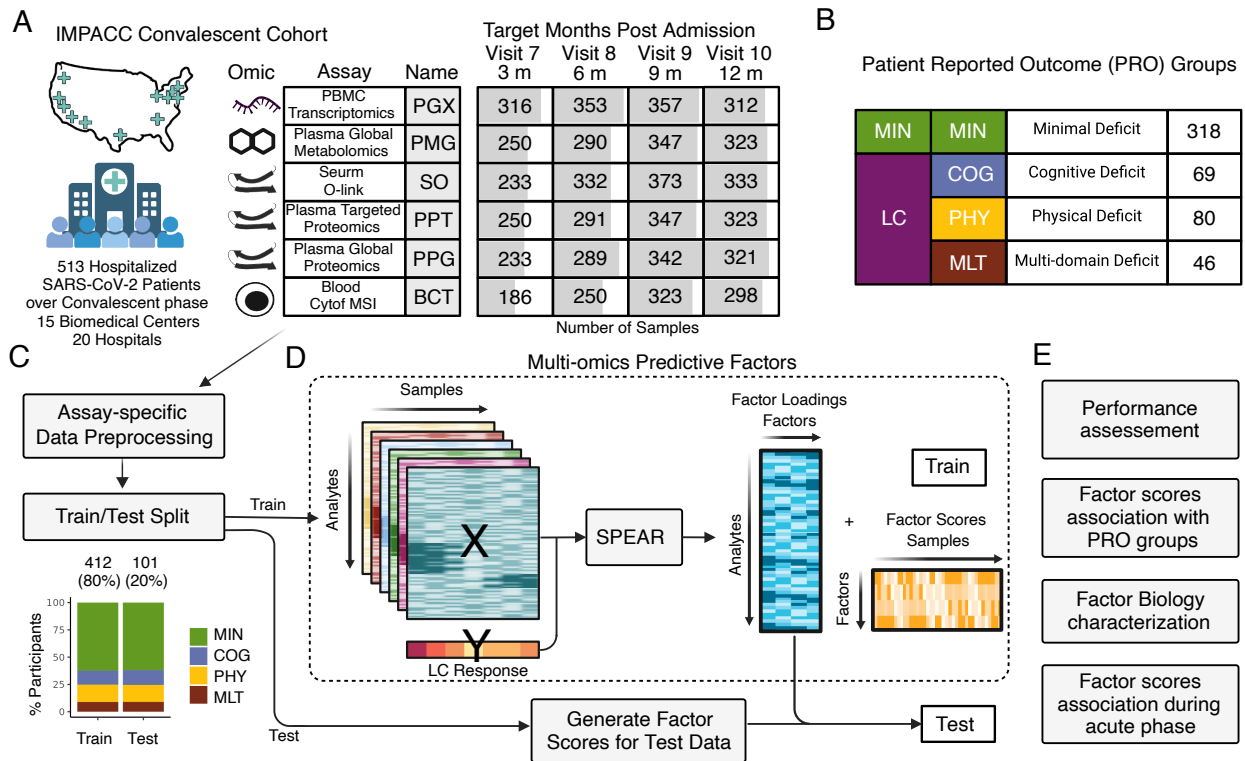 A
IMPACC Convalescent Cohort
513 Hospitalized
SARS-CoV-2 Patients
over Convalescent phase
15 Biomedical Centers
20 Hospitals
Target Months Post Admission
Visit 7 Visit 8 Visit 9 Visit 10
Omic Assay Name 3 m 6 m 9 m 12 m
PBMC
Transcriptomics PGX 316 353 357 312
Plasma Global
Metabolomics PMG 250 290 347 323
Seurm
O-link SO 233 332 373 333
Plasma Targeted
Proteomics PPT 250 291 347 323
Plasma Global
Proteomics PPG 233 289 342 321
Blood
Cytof MSI BCT 186 250 323 298
Number of Samples
B
Patient Reported Outcome (PRO) Groups
MIN MIN Minimal Deficit 318
LC COG Cognitive Deficit 69
PHY Physical Deficit 80
MLT Multi-domain Deficit 46
C
Assay-specific
Data Preprocessing
Train/Test Split
Train
Test
412 101
(80%) (20%)
% Participants
100
75
50
25
0
Train Test
MIN
COG
PHY
MLT
D
Multi-omics Predictive Factors
Samples
Analytes
X
Y
LC Response
SPEAR
Factor Loadings
Factors
Analytes
+
Train
Factor Scores
Samples
Factors
Generate Factor
Scores for Test Data
Test
E
Performance
assessement
Factor scores
association with
PRO groups
Factor Biology
characterization
Factor scores
association during
acute phase